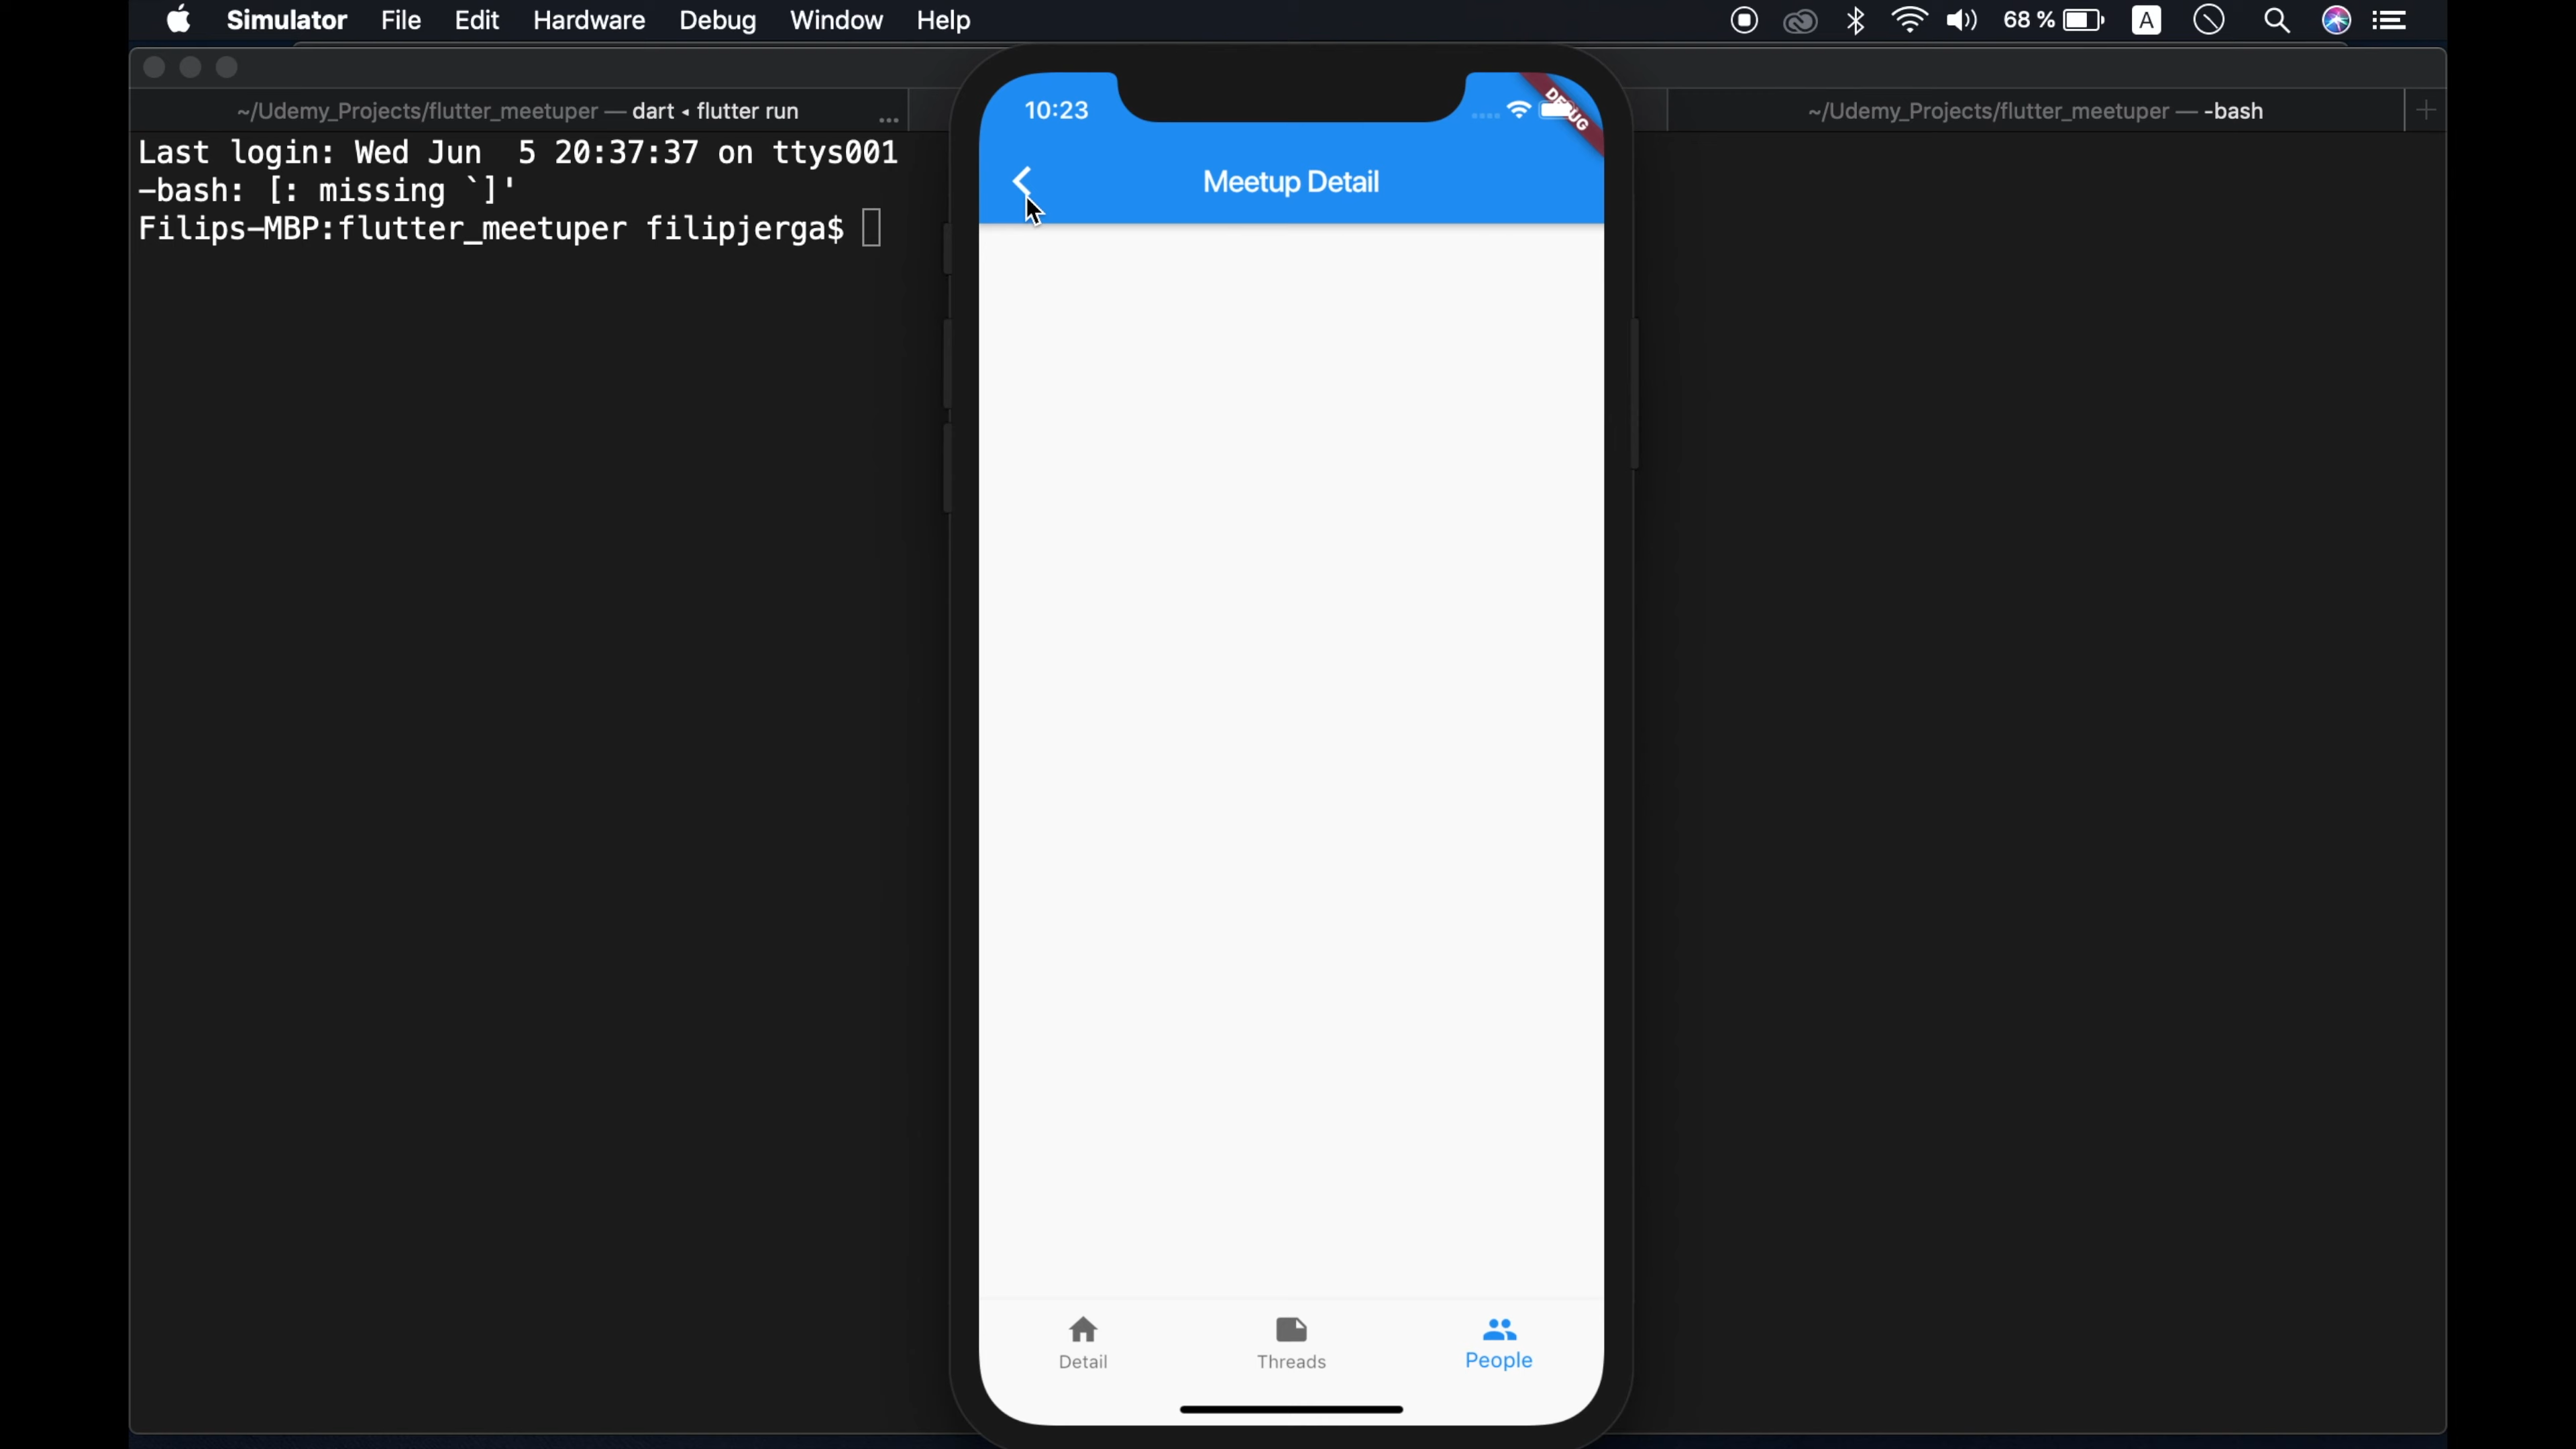 Simulator File Edit Hardware Debug Window Help 68 % A
~/Udemy_Projects/flutter_meetuper — dart ◂ flutter run ...
~/Udemy_Projects/flutter_meetuper — -bash
Last login: Wed Jun  5 20:37:37 on ttys001
-bash: [: missing `]'
Filips-MBP:flutter_meetuper filipjerga$
10:23
DEBUG
Meetup Detail
Detail Threads People